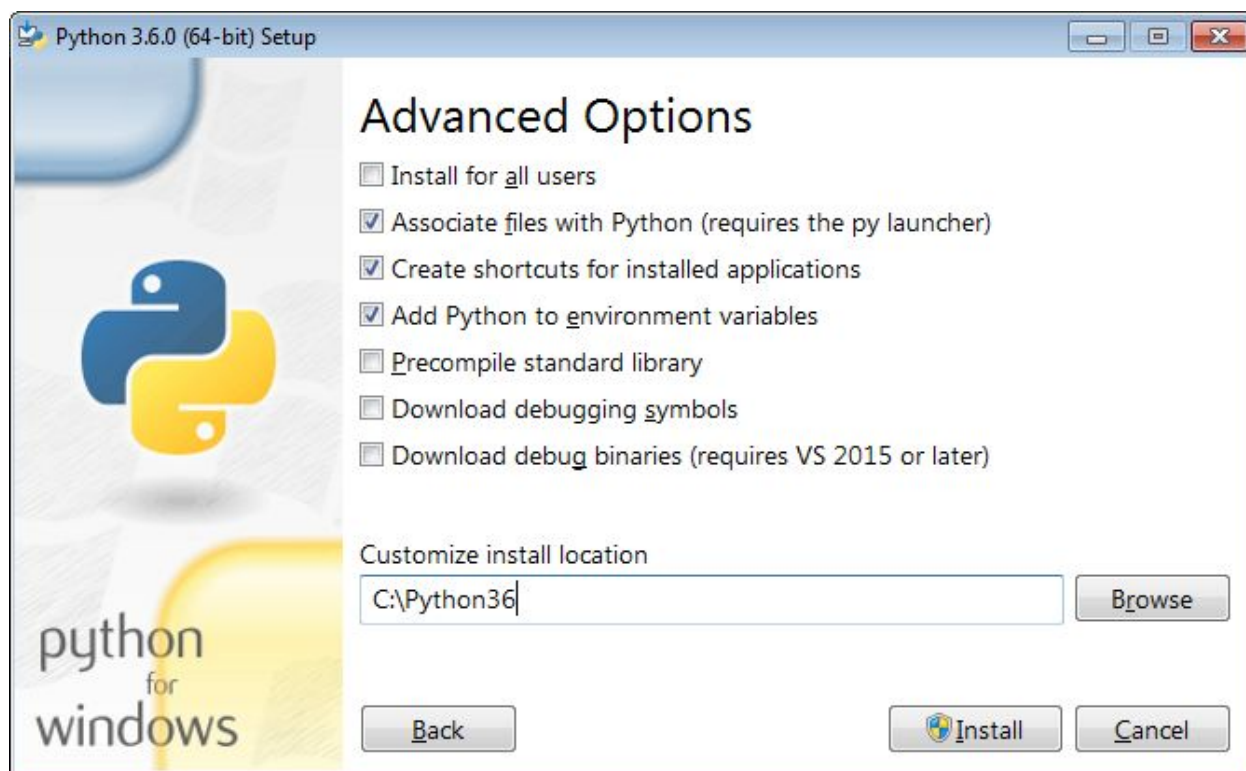 Python 3.6.0 (64-bit) Setup
Advanced Options
Install for all users
Associate files with Python (requires the py launcher)
Create shortcuts for installed applications
Add Python to environment variables
Precompile standard library
Download debugging symbols
Download debug binaries (requires VS 2015 or later)
Customize install location
C:\Python36
Browse
python
for
windows
Back
Install
Cancel